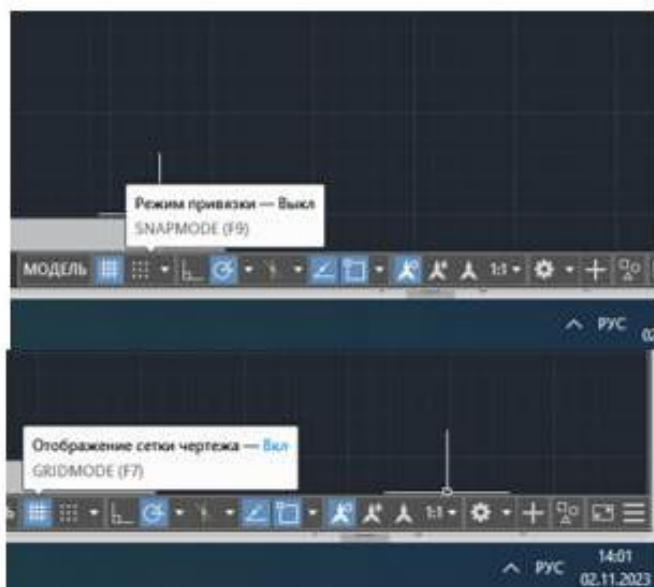 Режим привязки — Выкл
SNAPMODE (F9)
МОДЕЛЬ
1:1
РУС
02
Отображение сетки чертежа — Вкл
GRIDMODE (F7)
Ь
1:1
РУС
14:01
02.11.2023